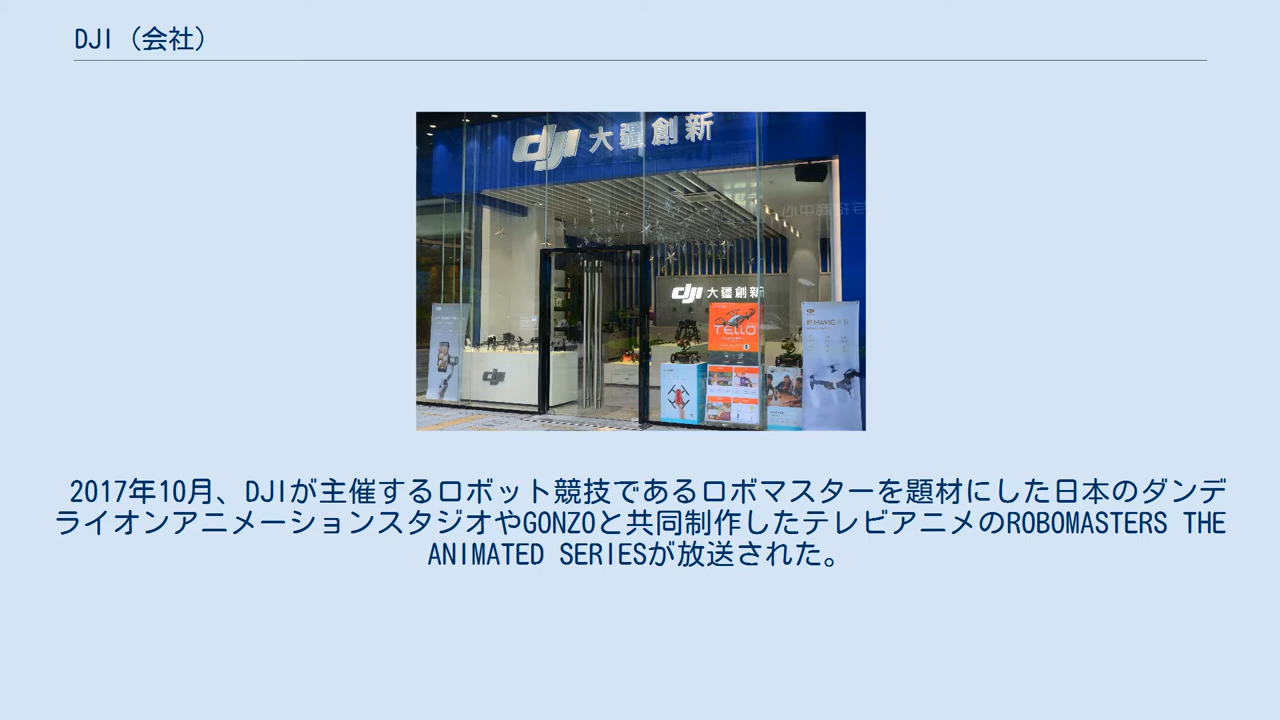 DJI（会社）
dji 大疆創新
dji 大疆創新
TELLO
MAVIC AIR
dji
2017年10月、DJIが主催するロボット競技であるロボマスターを題材にした日本のダンデ
ライオンアニメーションスタジオやGONZOと共同制作したテレビアニメのROBOMASTERS THE
ANIMATED SERIESが放送された。